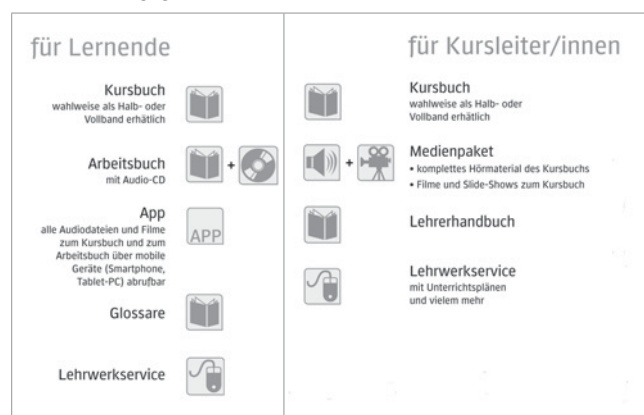 für Lernende
Kursbuch
wahlweise als Halb- oder
Vollband erhätlich
Arbeitsbuch
mit Audio-CD
+
App
alle Audiodateien und Filme
zum Kursbuch und zum
Arbeitsbuch über mobile
Geräte (Smartphone,
Tablet-PC) abrufbar
APP
Glossare
Lehrwerkservice
für Kursleiter/innen
Kursbuch
wahlweise als Halb- oder
Vollband erhätlich
+
Medienpaket
• komplettes Hörmaterial des Kursbuchs
• Filme und Slide-Shows zum Kursbuch
Lehrerhandbuch
Lehrwerkservice
mit Unterrichtsplänen
und vielem mehr